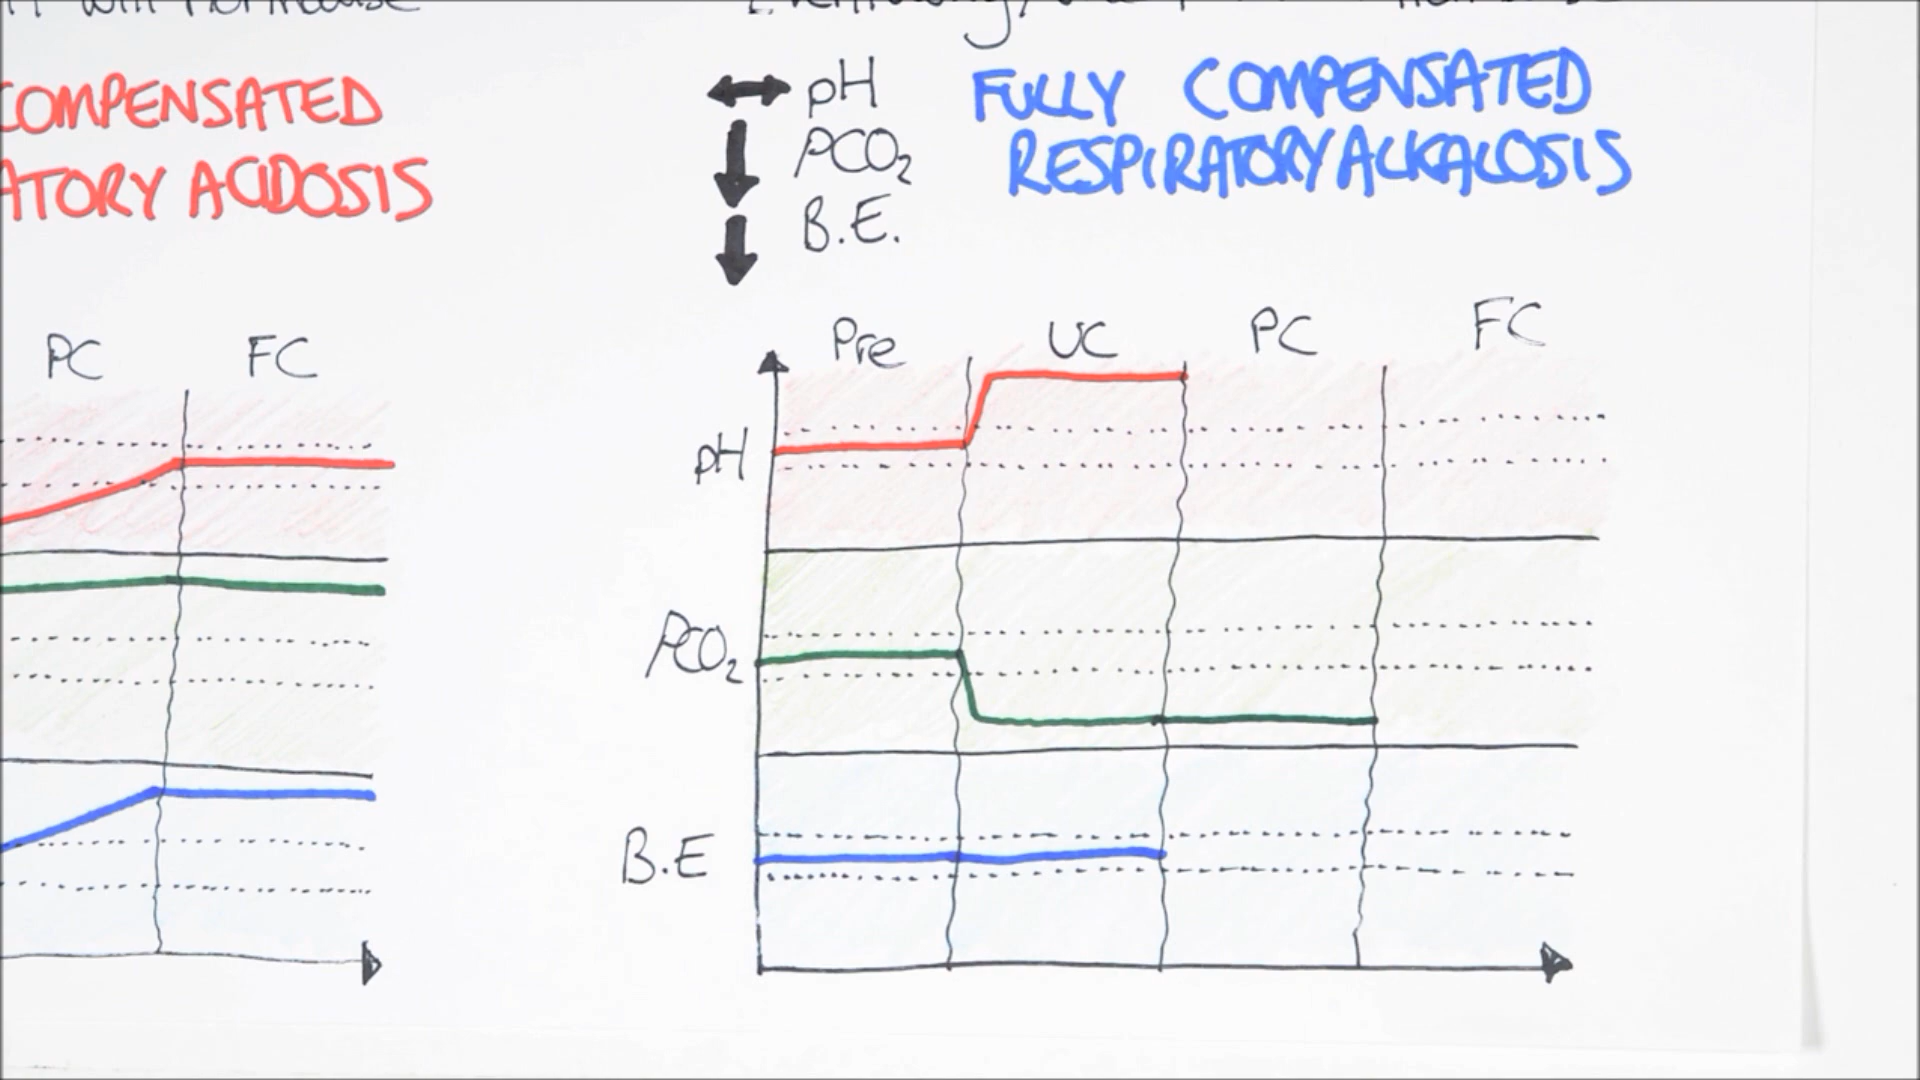 COMPENSATED
ATORY ACIDOSIS
PC FC
pH FULLY COMPENSATED
PCO₂ RESPIRATORY ALKALOSIS
B.E.
Pre UC PC FC
pH
PCO₂
B.E